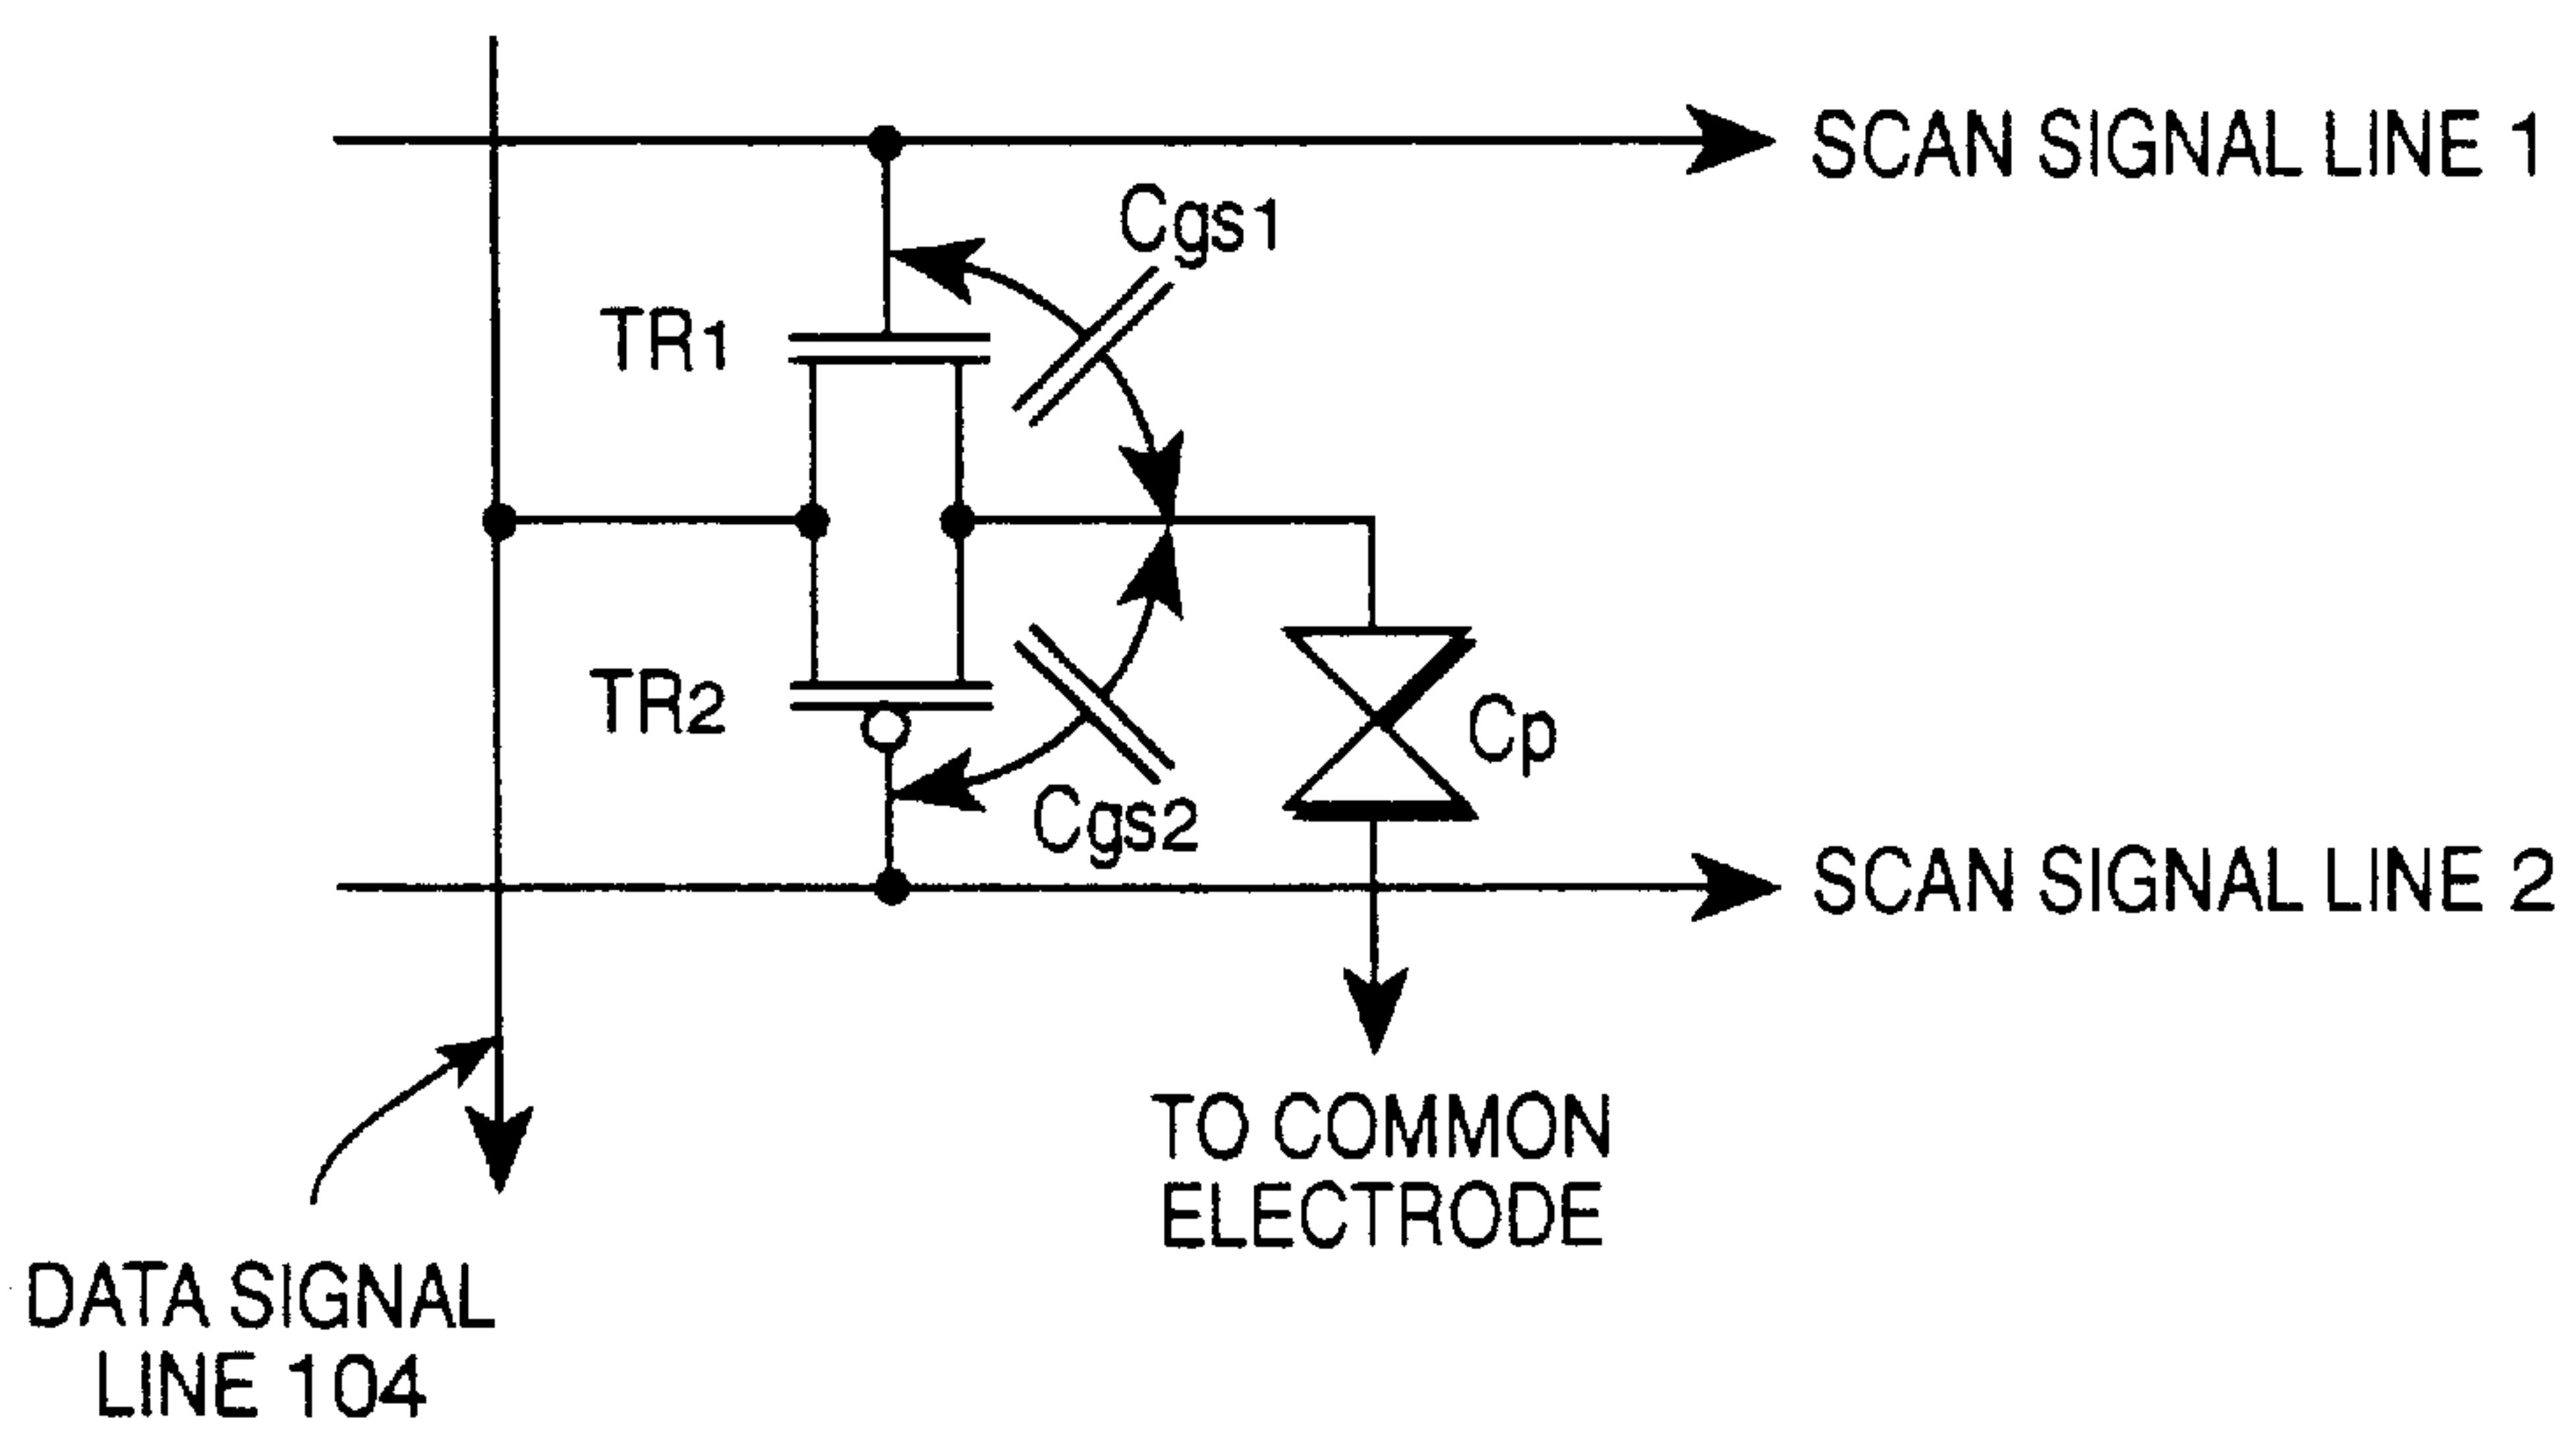 SCAN SIGNAL LINE 1
Cgs1
TR1
TR2
Cp
Cgs2
SCAN SIGNAL LINE 2
TO COMMON
ELECTRODE
DATA SIGNAL
LINE 104